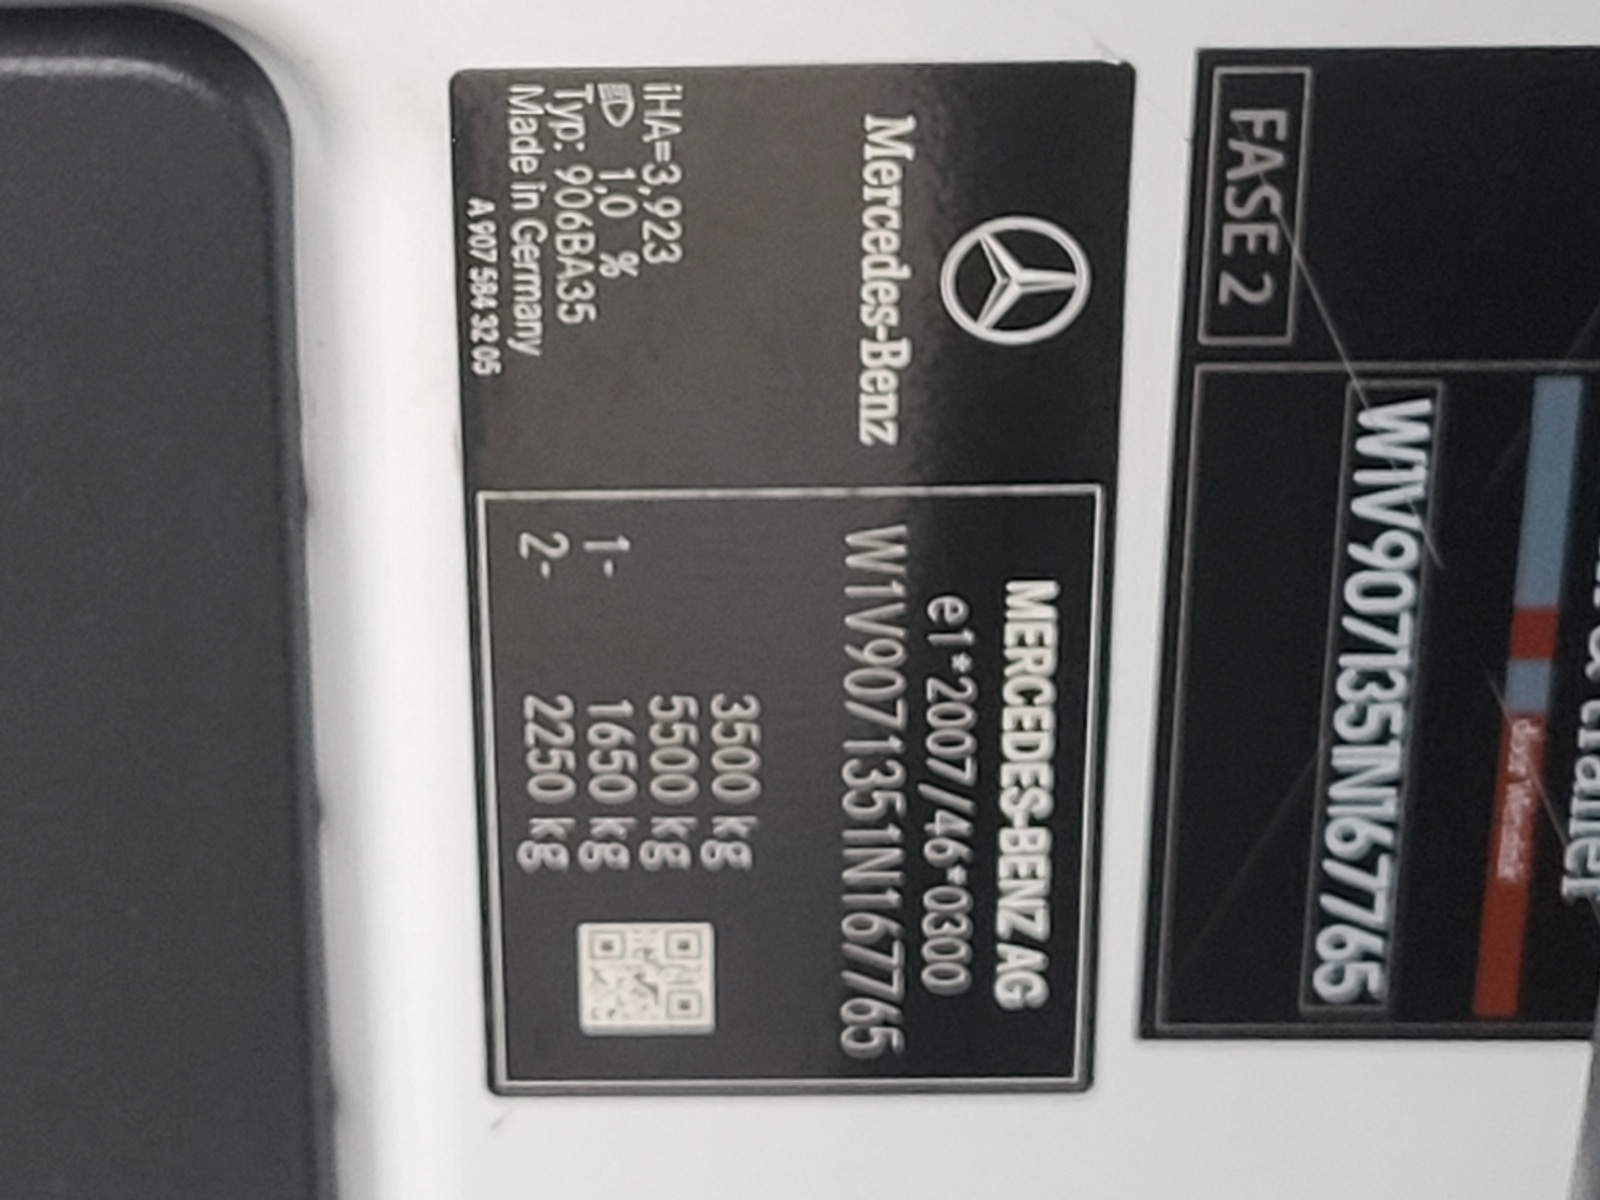 Mercedes-Benz
iHA=3,923
1,0 %
Typ: 906BA35
Made in Germany
A 907 584 32 05
MERCEDES-BENZ AG
e1*2007/46*0300
W1V9071351N167765
3500 kg
5500 kg
1- 1650 kg
2- 2250 kg
FASE 2
W1V9071351N167765